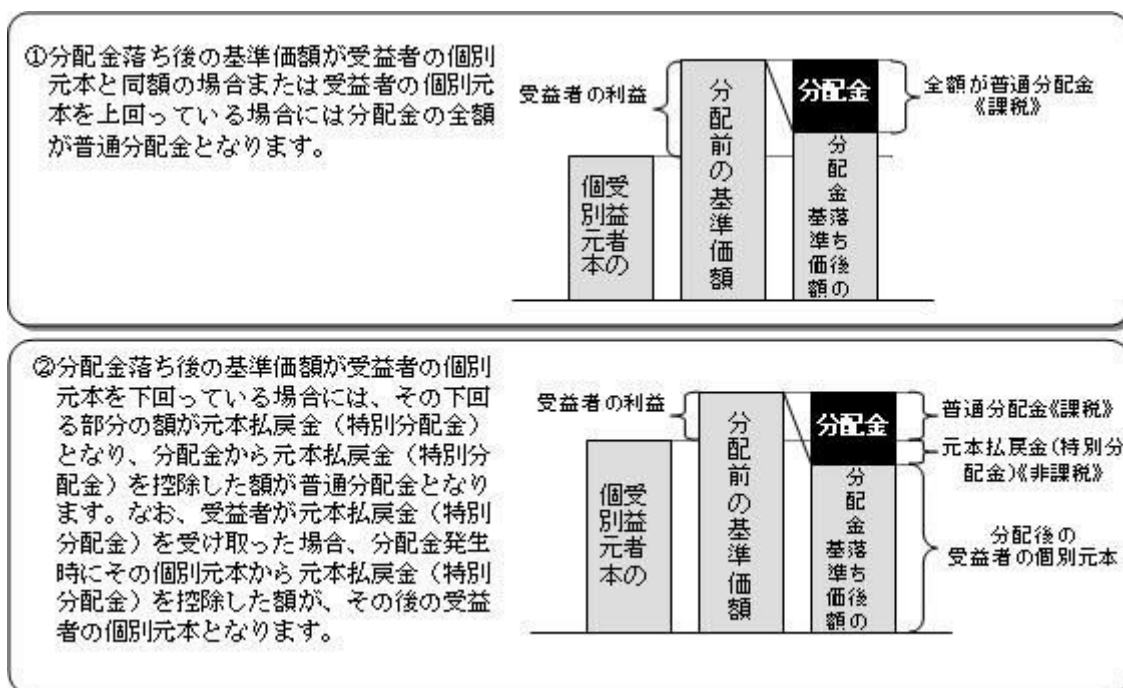 ①分配金落ち後の基準価額が受益者の個別
元本と同額の場合または受益者の個別元
本を上回っている場合には分配金の全額
が普通分配金となります。
受益者の利益
受益者の
個別元本
分配前の基準価額
分配金
分配金落ち後の
基準価額
全額が普通分配金
《課税》
②分配金落ち後の基準価額が受益者の個別
元本を下回っている場合には、その下回
る部分の額が元本払戻金（特別分配金）
となり、分配金から元本払戻金（特別分
配金）を控除した額が普通分配金となり
ます。なお、受益者が元本払戻金（特別
分配金）を受け取った場合、分配金発生
時にその個別元本から元本払戻金（特別
分配金）を控除した額が、その後の受益
者の個別元本となります。
受益者の利益
受益者の
個別元本
分配前の基準価額
分配金
分配金落ち後の
基準価額
普通分配金《課税》
元本払戻金(特別分
配金)《非課税》
分配後の
受益者の個別元本